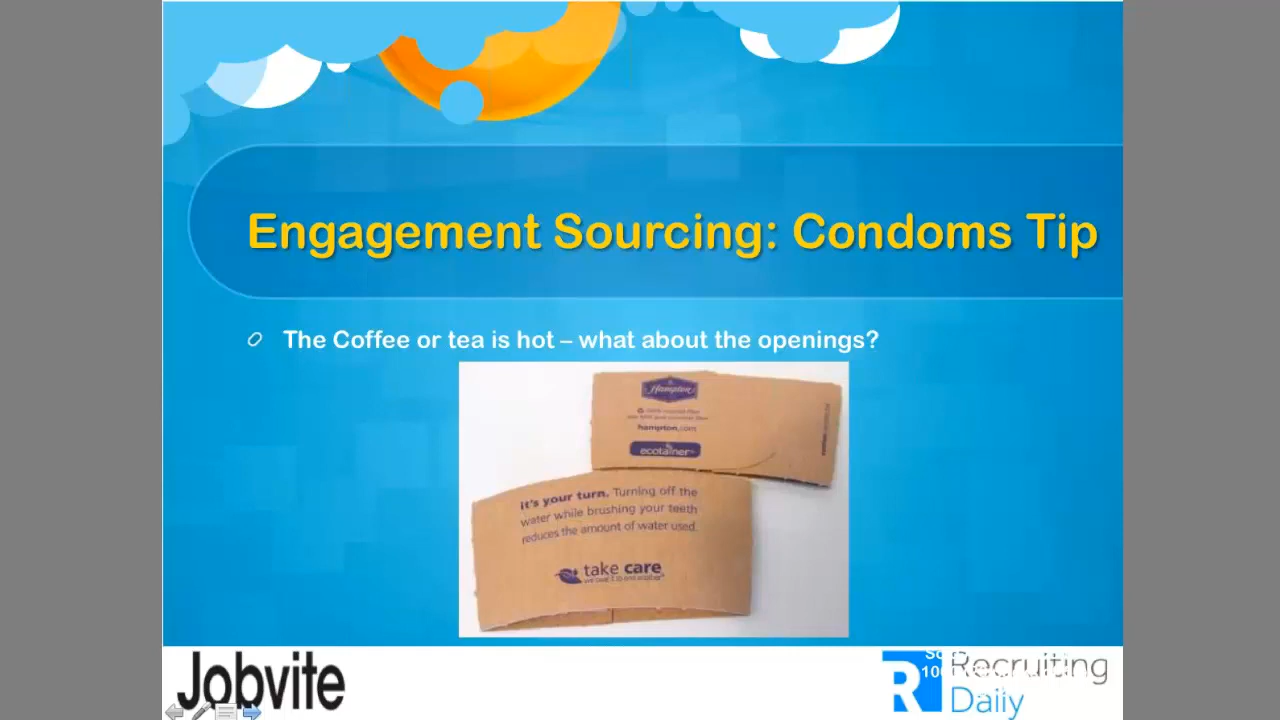 Engagement Sourcing: Condoms Tip
The Coffee or tea is hot – what about the openings?
Hampton
hampton.com
ecotainer
it's your turn. Turning off the
water while brushing your teeth
reduces the amount of water used.
take care
Jobvite
Recruiting
Daily